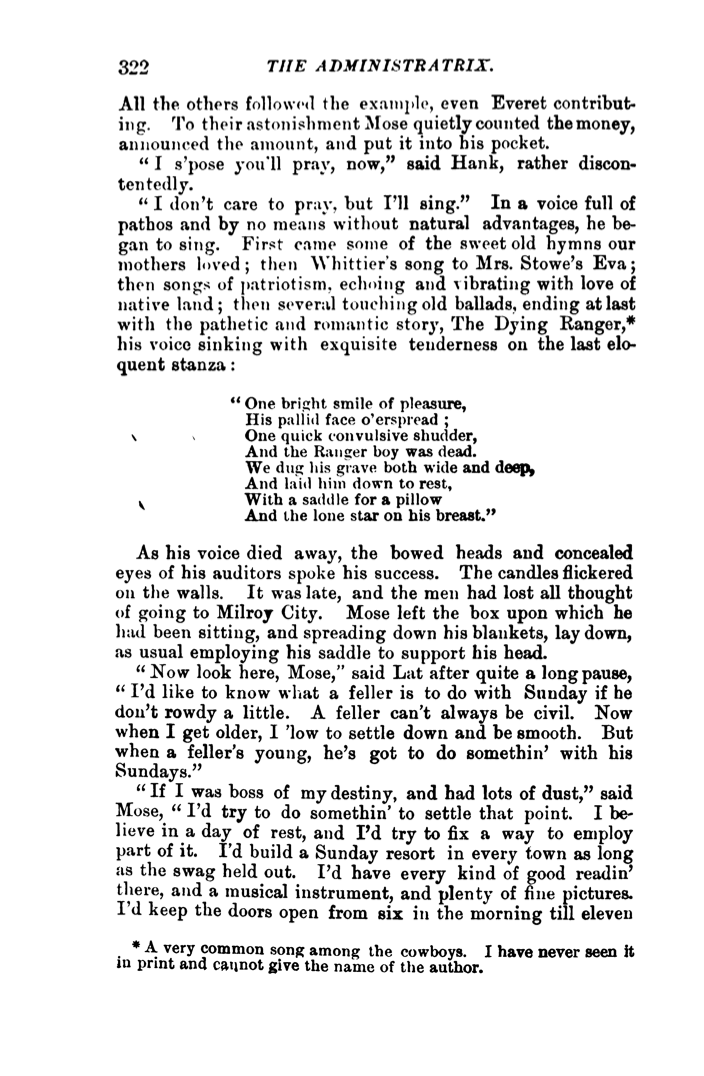 322 THE ADMINISTRATRIX.
All the others followed the example, even Everet contribut-
ing. To their astonishment Mose quietly counted the money,
announced the amount, and put it into his pocket.
“I s'pose you'll pray, now,” said Hank, rather discon-
tentedly.
“I don't care to pray, but I'll sing.” In a voice full of
pathos and by no means without natural advantages, he be-
gan to sing. First came some of the sweet old hymns our
mothers loved; then Whittier's song to Mrs. Stowe's Eva;
then songs of patriotism, echoing and vibrating with love of
native land; then several touching old ballads, ending at last
with the pathetic and romantic story, The Dying Ranger,*
his voice sinking with exquisite tenderness on the last elo-
quent stanza:
“One bright smile of pleasure,
His pallid face o'erspread;
One quick convulsive shudder,
And the Ranger boy was dead.
We dug his grave both wide and deep,
And laid him down to rest,
With a saddle for a pillow
And the lone star on his breast.”
As his voice died away, the bowed heads and concealed
eyes of his auditors spoke his success. The candles flickered
on the walls. It was late, and the men had lost all thought
of going to Milroy City. Mose left the box upon which he
had been sitting, and spreading down his blankets, lay down,
as usual employing his saddle to support his head.
“Now look here, Mose,” said Lat after quite a long pause,
“I'd like to know what a feller is to do with Sunday if he
don't rowdy a little. A feller can't always be civil. Now
when I get older, I 'low to settle down and be smooth. But
when a feller's young, he's got to do somethin' with his
Sundays.”
“If I was boss of my destiny, and had lots of dust,” said
Mose, “I'd try to do somethin' to settle that point. I be-
lieve in a day of rest, and I'd try to fix a way to employ
part of it. I'd build a Sunday resort in every town as long
as the swag held out. I'd have every kind of good readin'
there, and a musical instrument, and plenty of fine pictures.
I'd keep the doors open from six in the morning till eleven
* A very common song among the cowboys. I have never seen it
in print and cannot give the name of the author.